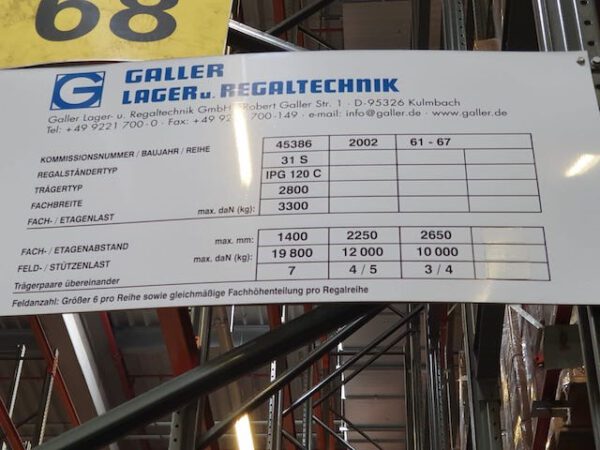 68
G GALLER
LAGER u. REGALTECHNIK
Galler Lager- u. Regaltechnik GmbH · Robert Galler Str. 1 · D-95326 Kulmbach
Tel: +49 9221 700-0 · Fax: +49 92 700-149 · e-mail: info@galler.de · www.galler.de
KOMMISSIONSNUMMER / BAUJAHR / REIHE 45386 2002 61 - 67
REGALSTÄNDERTYP 31 S
TRÄGERTYP IPG 120 C
FACHBREITE 2800
FACH- / ETAGENLAST max. daN (kg): 3300
FACH- / ETAGENABSTAND max. mm: 1400 2250 2650
FELD- / STÜTZENLAST max. daN (kg): 19 800 12 000 10 000
Trägerpaare übereinander 7 4 / 5 3 / 4
Feldanzahl: Größer 6 pro Reihe sowie gleichmäßige Fachhöhenteilung pro Regalreihe